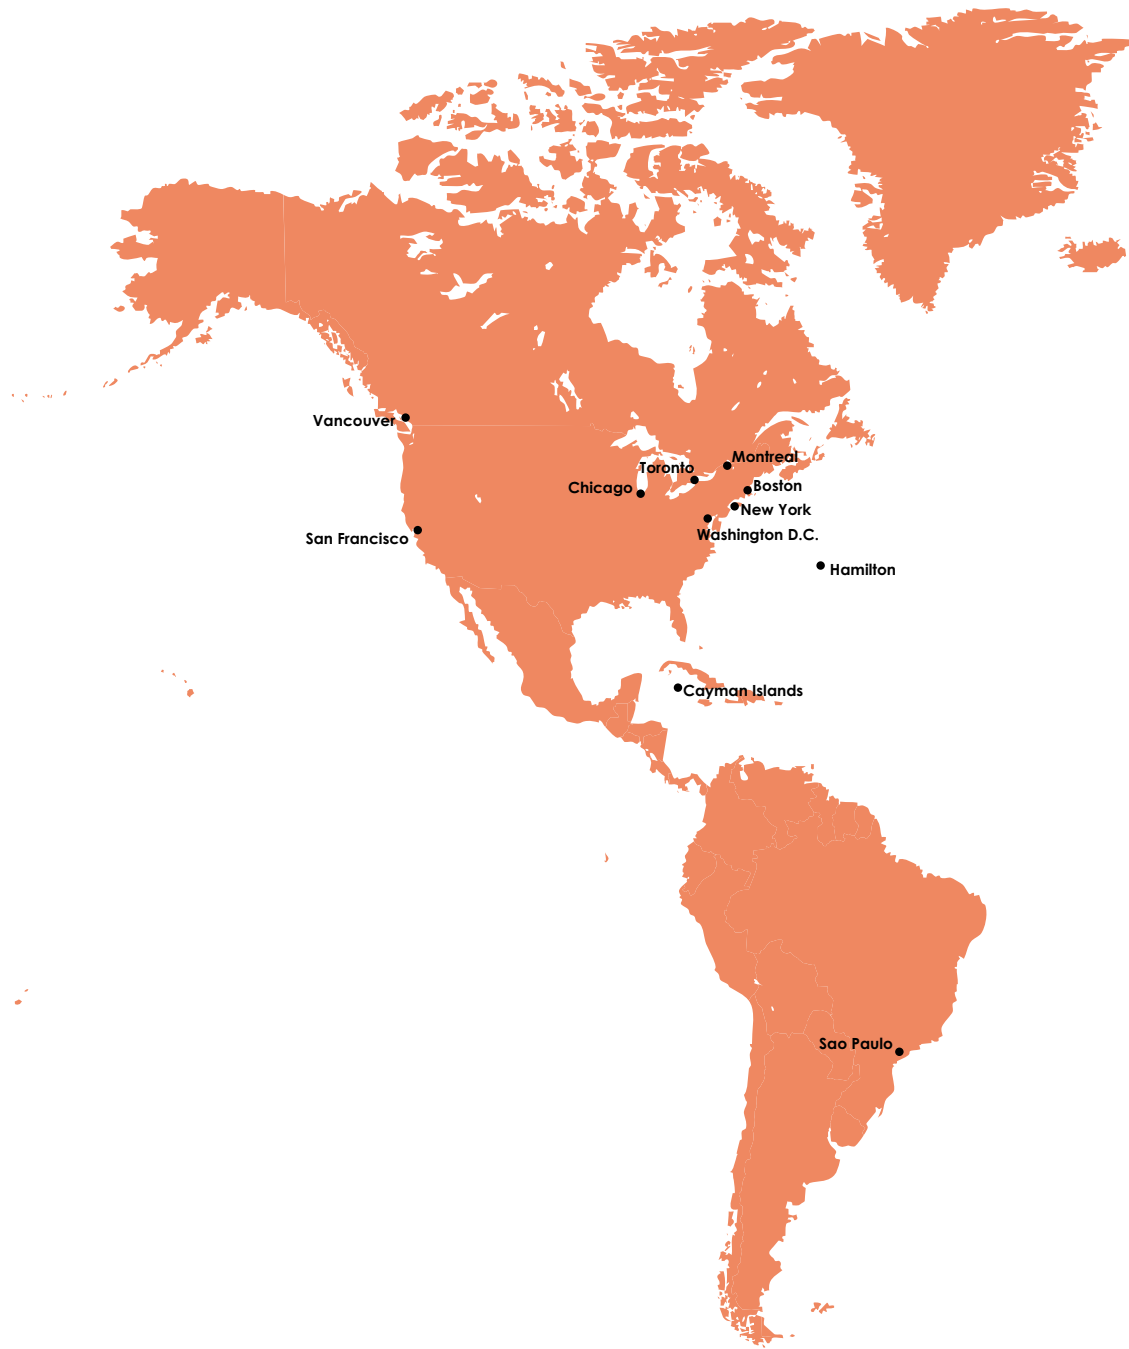 Vancouver
Montreal
Toronto
Chicago
Boston
New York
Washington D.C.
San Francisco
Hamilton
Cayman Islands
Sao Paulo